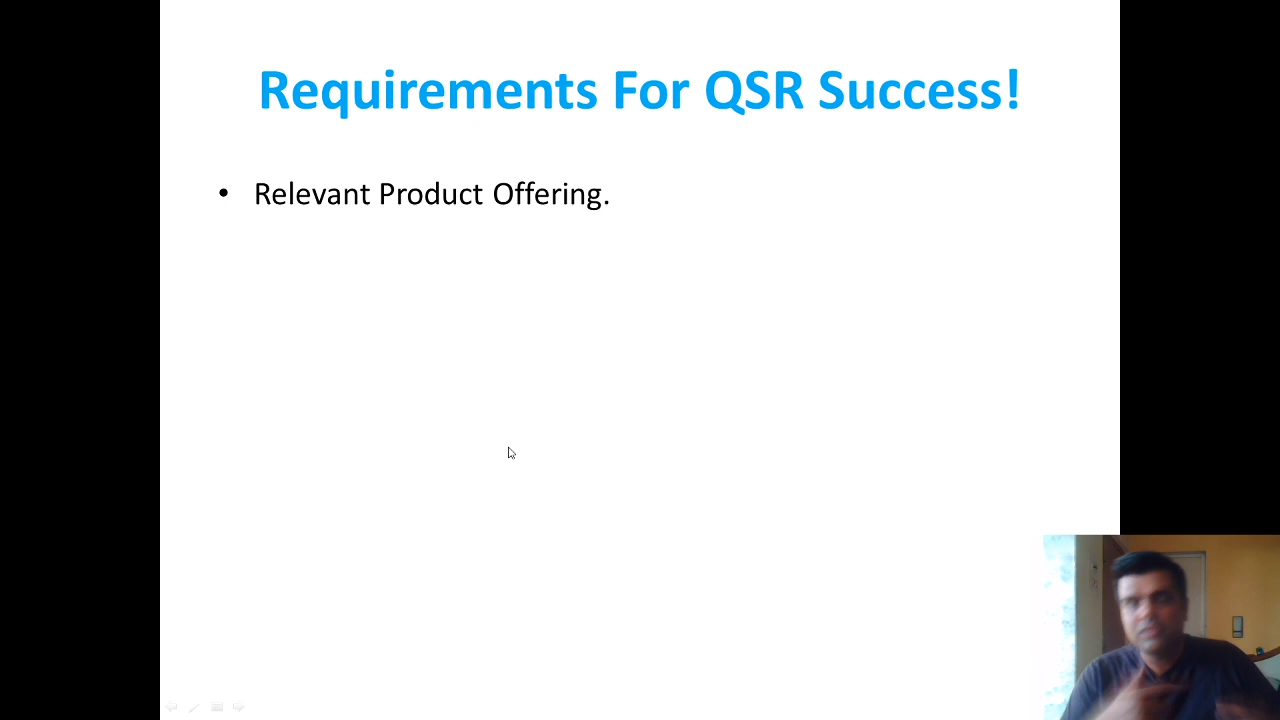 Requirements For QSR Success!
• Relevant Product Offering.